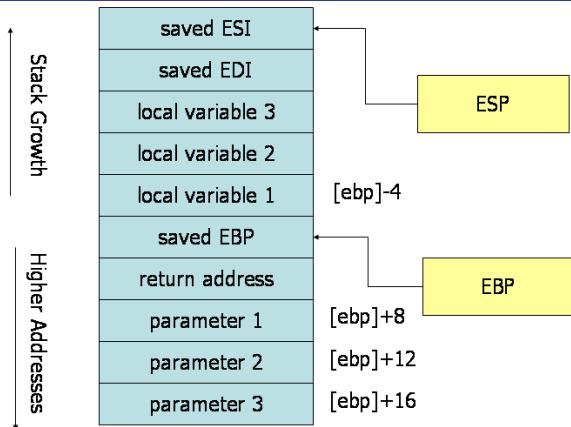 saved ESI
saved EDI
local variable 3
local variable 2
local variable 1
saved EBP
return address
parameter 1
parameter 2
parameter 3
[ebp]-4
[ebp]+8
[ebp]+12
[ebp]+16
ESP
EBP
Stack Growth
Higher Addresses